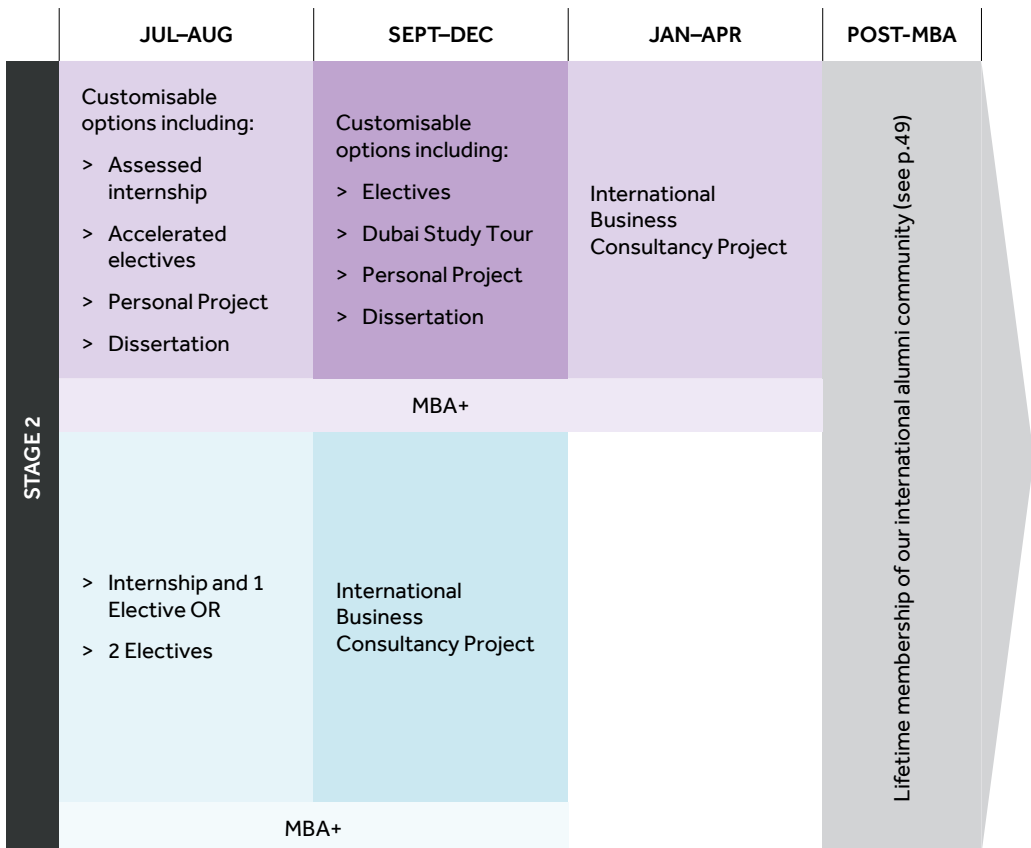 JUL–AUG
SEPT–DEC
JAN–APR
POST-MBA
STAGE 2
Customisable
options including:
> Assessed
internship
> Accelerated
electives
> Personal Project
> Dissertation
Customisable
options including:
> Electives
> Dubai Study Tour
> Personal Project
> Dissertation
International
Business
Consultancy Project
MBA+
> Internship and 1
Elective OR
> 2 Electives
International
Business
Consultancy Project
MBA+
Lifetime membership of our international alumni community (see p.49)